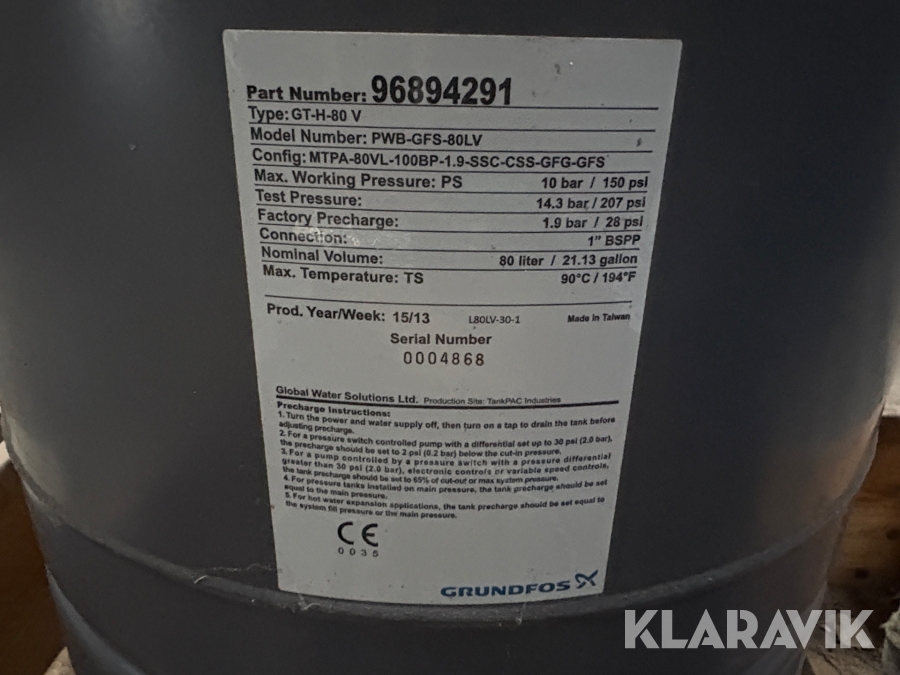 Part Number: 96894291
Type: GT-H-80 V
Model Number: PWB-GFS-80LV
Config: MTPA-80VL-100BP-1.9-SSC-CSS-GFG-GFS
Max. Working Pressure: PS 10 bar / 150 psi
Test Pressure: 14.3 bar / 207 psi
Factory Precharge: 1.9 bar / 28 psi
Connection: 1" BSPP
Nominal Volume: 80 liter / 21.13 gallon
Max. Temperature: TS 90°C / 194°F
Prod. Year/Week: 15/13 L80LV-30-1 Made in Taiwan
Serial Number
0004868
Global Water Solutions Ltd. Production Site: TankPAC Industries
Precharge Instructions:
1. Turn the power and water supply off, then turn on a tap to drain the tank before
adjusting precharge.
2. For a pressure switch controlled pump with a differential set up to 30 psi (2.0 bar),
the precharge should be set to 2 psi (0.2 bar) below the cut-in pressure.
3. For a pump controlled by a pressure switch with a pressure differential
greater than 30 psi (2.0 bar), electronic controls or variable speed controls,
the tank precharge should be set to 65% of cut-out or max system pressure.
4. For pressure tanks installed on main pressure, the tank precharge should be set
equal to the main pressure.
5. For hot water expansion applications, the tank precharge should be set equal to
the system fill pressure or the main pressure.
CE
0035
GRUNDFOS
KLARAVIK